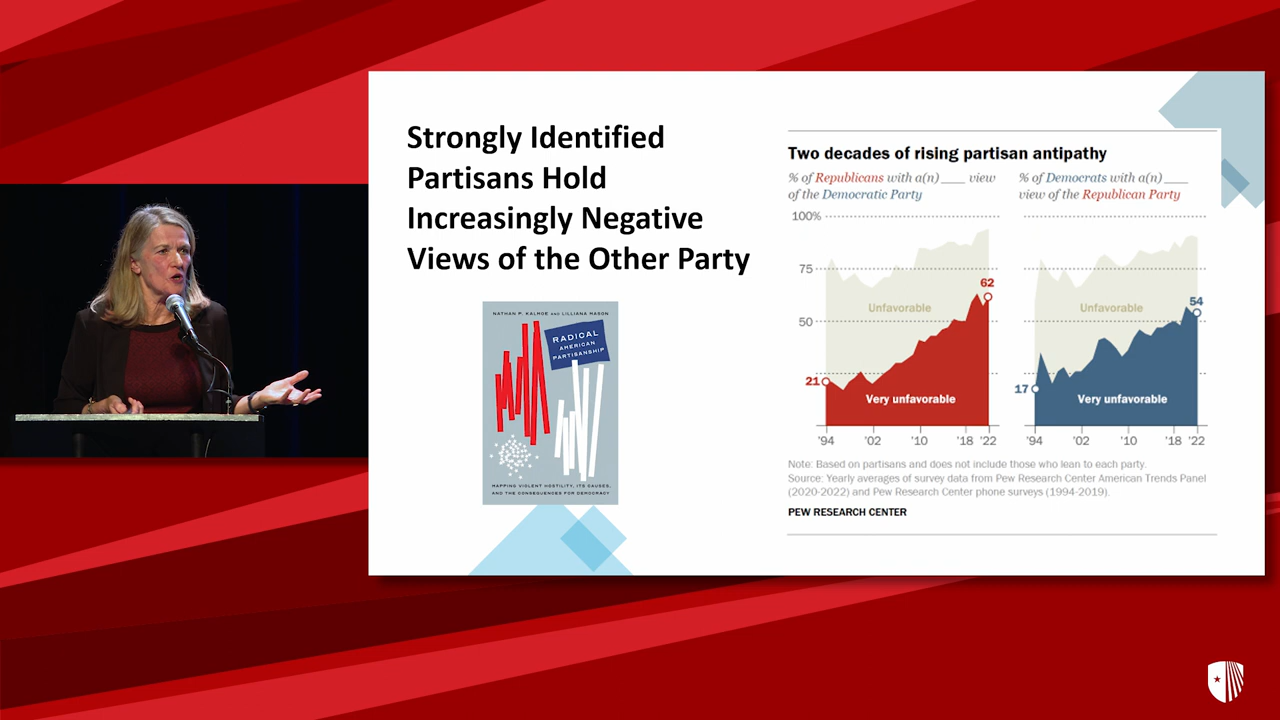 Strongly Identified
Partisans Hold
Increasingly Negative
Views of the Other Party
NATHAN P. KALMOE AND LILLIANA MASON
RADICAL
AMERICAN
PARTISANSHIP
MAPPING VIOLENT HOSTILITY, ITS CAUSES,
AND THE CONSEQUENCES FOR DEMOCRACY
Two decades of rising partisan antipathy
% of Republicans with a(n) ___ view
of the Democratic Party
% of Democrats with a(n) ___
view of the Republican Party
100%
75
50
Unfavorable
62
21
Very unfavorable
'94 '02 '10 '18 '22
Unfavorable
54
17
Very unfavorable
'94 '02 '10 '18 '22
Note: Based on partisans and does not include those who lean to each party.
Source: Yearly averages of survey data from Pew Research Center American Trends Panel
(2020-2022) and Pew Research Center phone surveys (1994-2019).
PEW RESEARCH CENTER